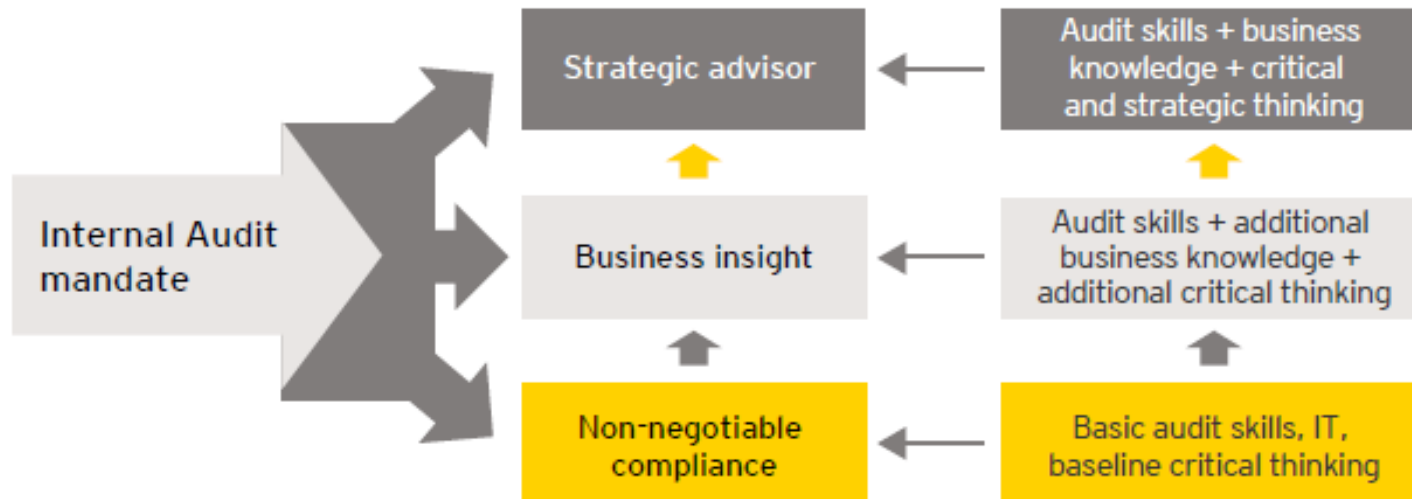 Internal Audit
mandate
Strategic advisor
Audit skills + business
knowledge + critical
and strategic thinking
Business insight
Audit skills + additional
business knowledge +
additional critical thinking
Non-negotiable
compliance
Basic audit skills, IT,
baseline critical thinking